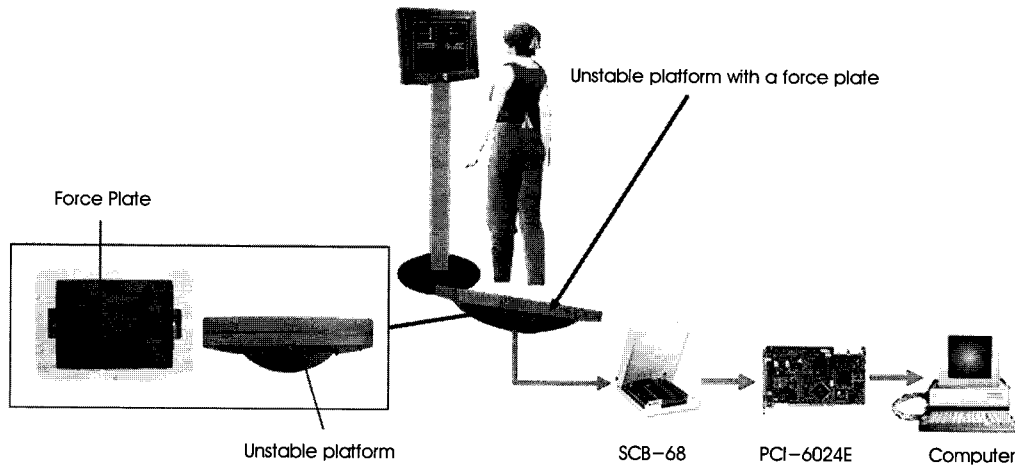 Unstable platform with a force plate
Force Plate
Unstable platform
SCB-68
PCI-6024E
Computer